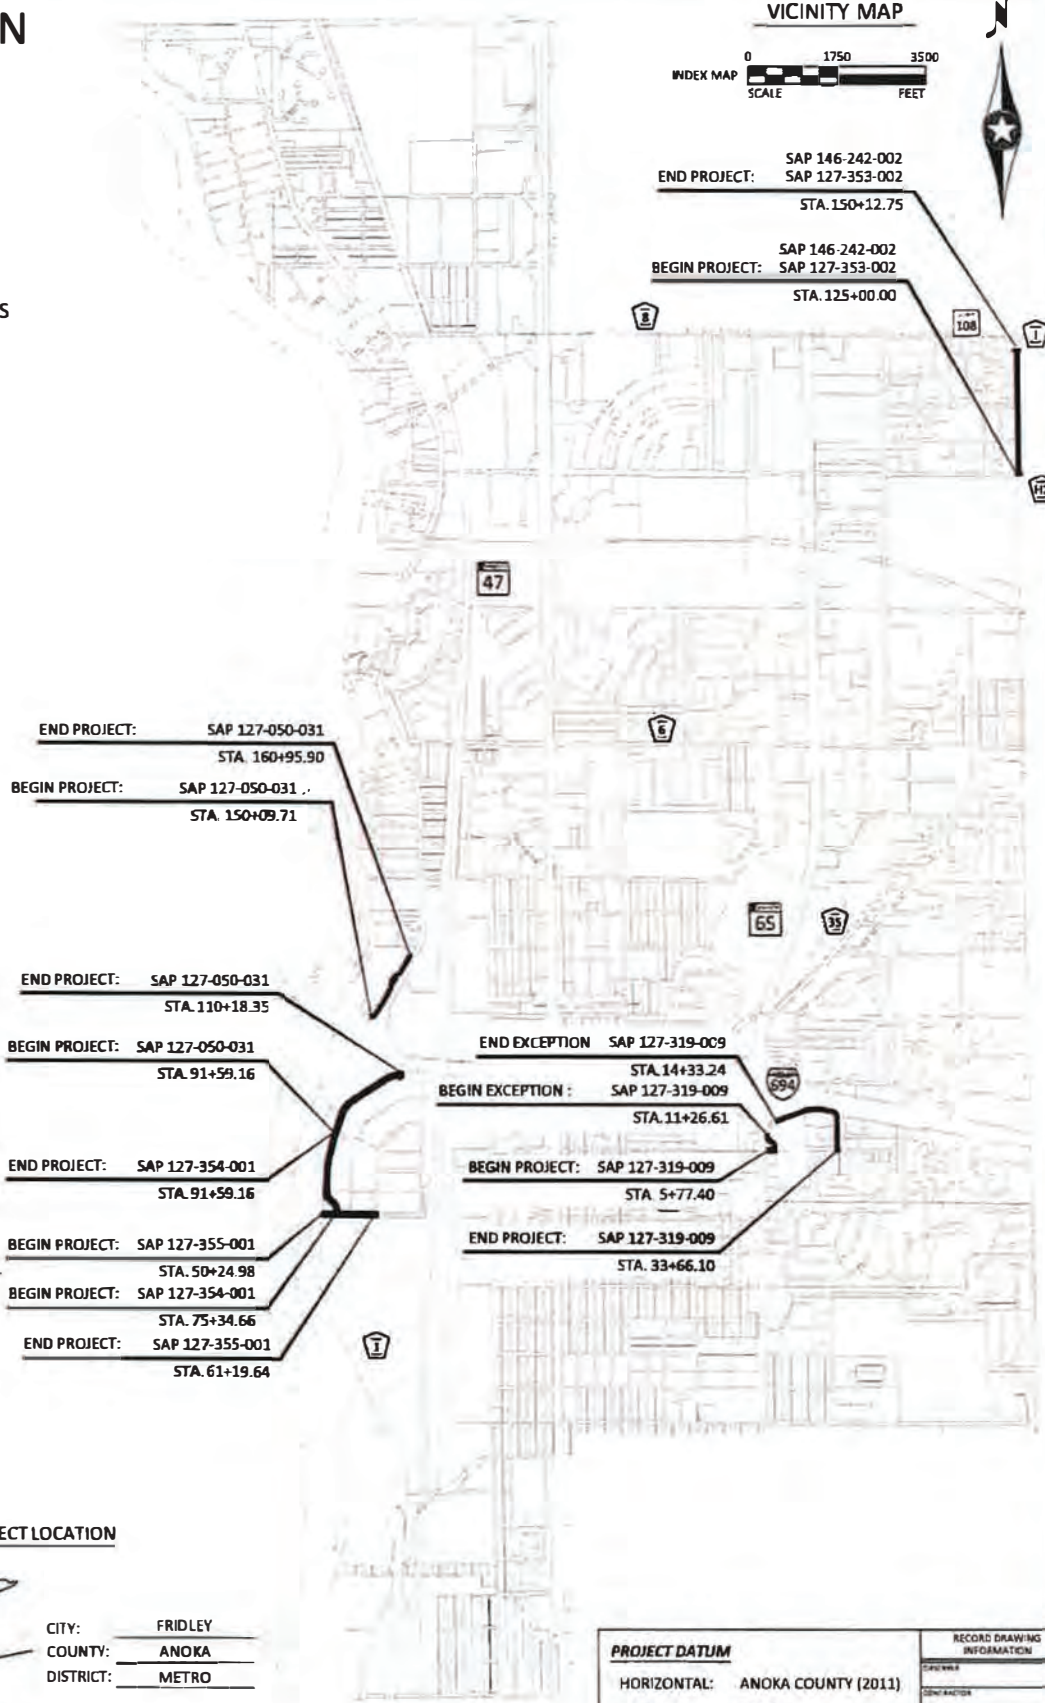 N
VICINITY MAP
N
0 1750 3500
INDEX MAP
SCALE FEET
SAP 146-242-002
END PROJECT: SAP 127-353-002
STA. 150+12.75
SAP 146-242-002
BEGIN PROJECT: SAP 127-353-002
STA. 125+00.00
S
8
108
I
H2
47
6
END PROJECT: SAP 127-050-031
STA. 160+95.90
BEGIN PROJECT: SAP 127-050-031
STA. 150+09.71
65
35
END PROJECT: SAP 127-050-031
STA. 110+18.35
BEGIN PROJECT: SAP 127-050-031
STA. 91+59.16
END EXCEPTION SAP 127-319-009
STA. 14+33.24
694
BEGIN EXCEPTION : SAP 127-319-009
STA. 11+26.61
END PROJECT: SAP 127-354-001
STA. 91+59.16
BEGIN PROJECT: SAP 127-319-009
STA. 5+77.40
BEGIN PROJECT: SAP 127-355-001
STA. 50+24.98
END PROJECT: SAP 127-319-009
STA. 33+66.10
BEGIN PROJECT: SAP 127-354-001
STA. 75+34.66
END PROJECT: SAP 127-355-001
STA. 61+19.64
1
ECT LOCATION
CITY: FRIDLEY
COUNTY: ANOKA
DISTRICT: METRO
PROJECT DATUM
HORIZONTAL: ANOKA COUNTY (2011)
RECORD DRAWING
INFORMATION
CONTRACTOR